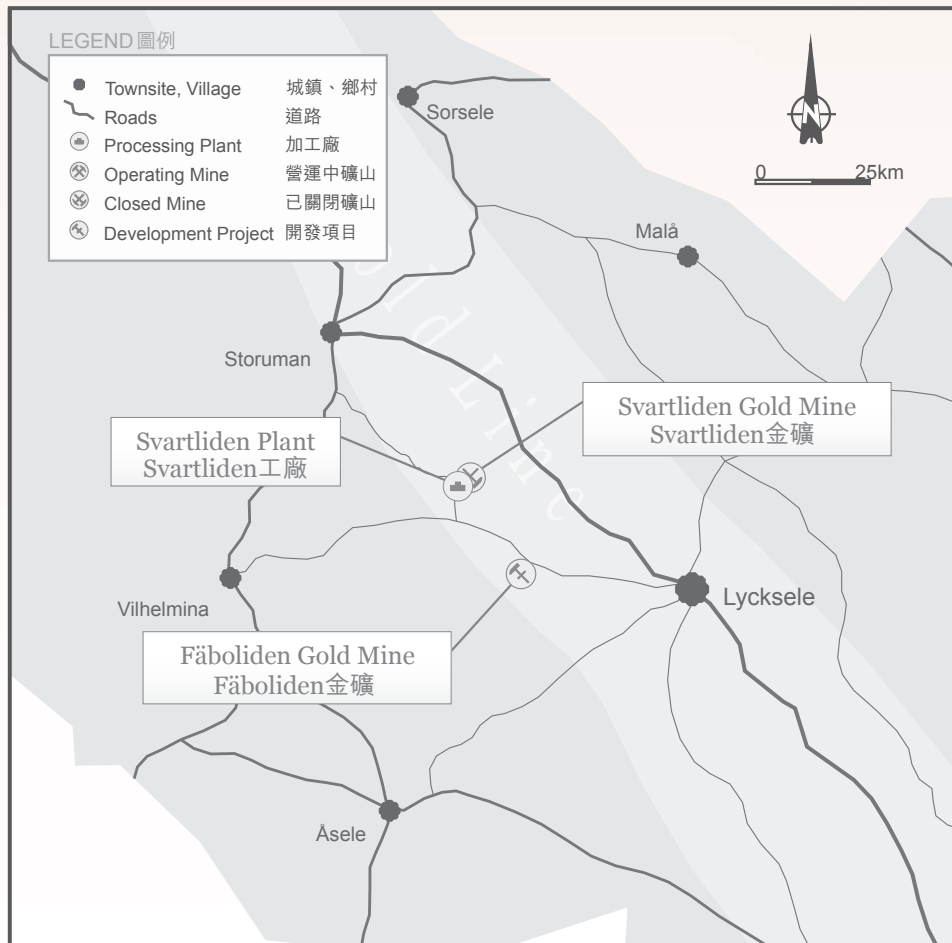 LEGEND圖例
Townsite, Village 城鎮、鄉村
Roads 道路
Processing Plant 加工廠
Operating Mine 營運中礦山
Closed Mine 已關閉礦山
Development Project 開發項目
N
0 25km
Sorsele
Malå
Storuman
Svartliden Gold Mine
Svartliden金礦
Svartliden Plant
Svartliden工廠
Line
Vilhelmina
Lycksele
Fäboliden Gold Mine
Fäboliden金礦
Åsele